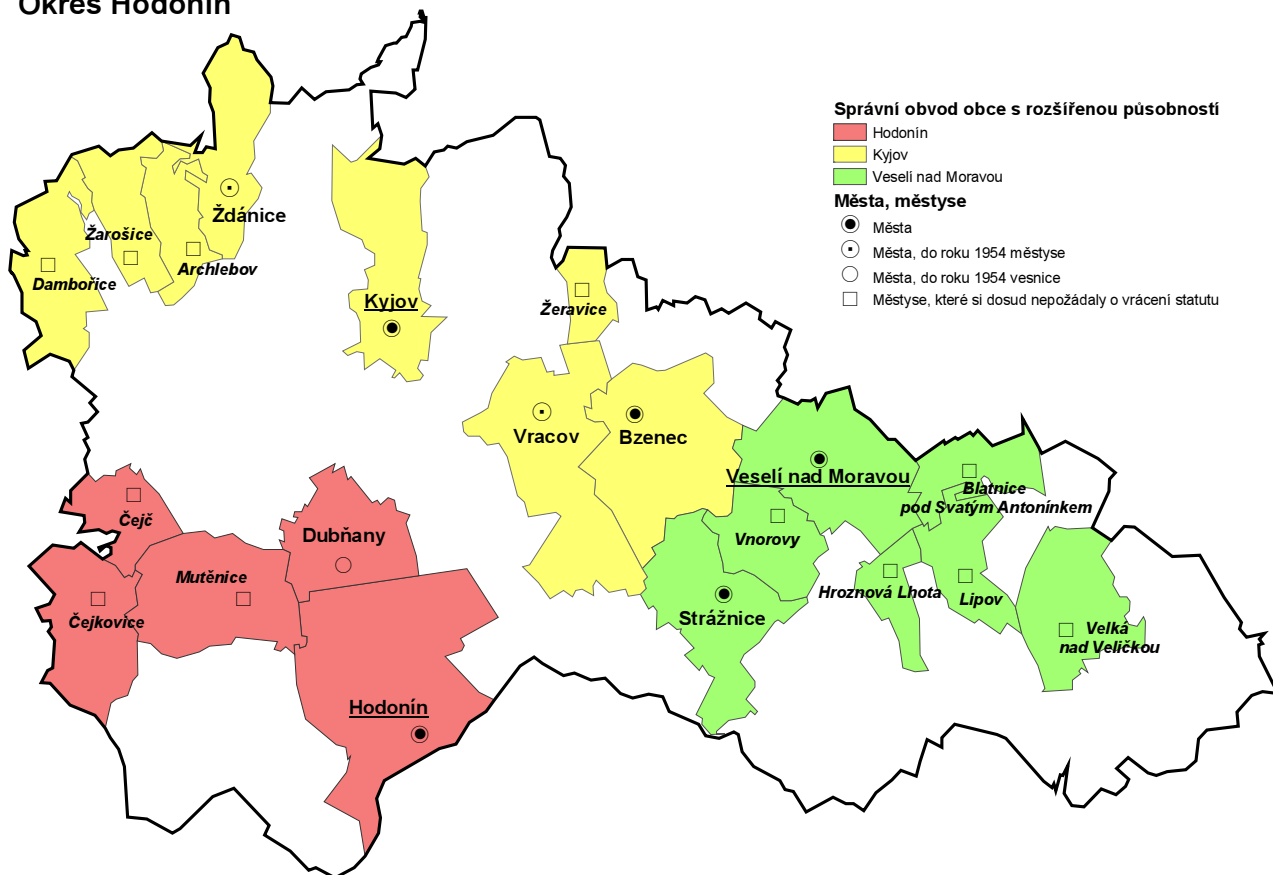 Okres Hodonín
Správní obvod obce s rozšířenou působností
Hodonín
Kyjov
Veselí nad Moravou
Města, městyse
Města
Města, do roku 1954 městyse
Města, do roku 1954 vesnice
Městyse, které si dosud nepožádaly o vrácení statutu
Ždánice
Žarošice
Archlebov
Dambořice
Kyjov
Žeravice
Vracov
Bzenec
Veselí nad Moravou
Blatnice
pod Svatým Antonínkem
Čejč
Dubňany
Vnorovy
Mutěnice
Hroznová Lhota
Lipov
Čejkovice
Strážnice
Velká
nad Veličkou
Hodonín